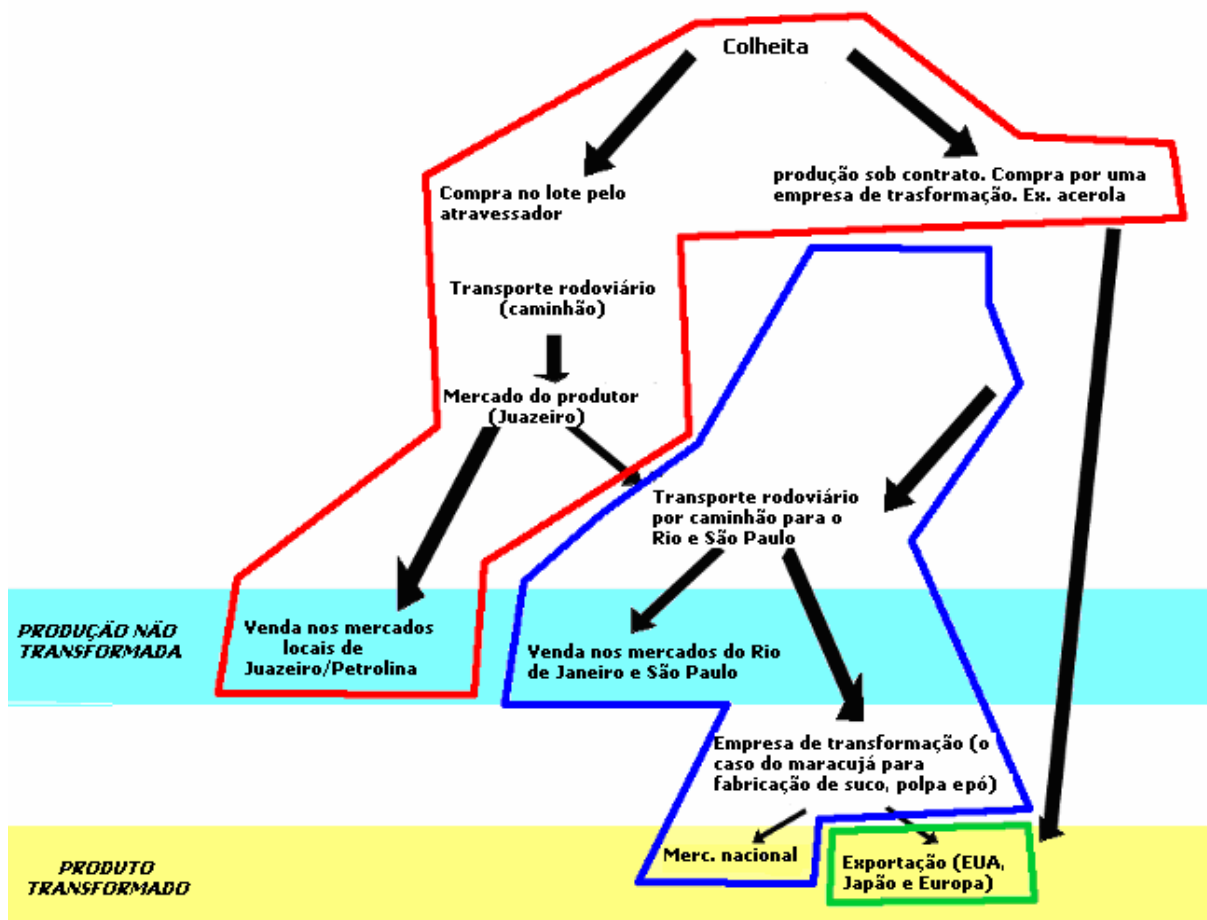 Colheita
Compra no lote pelo
atravessador
produção sob contrato. Compra por uma
empresa de trasformação. Ex. acerola
Transporte rodoviário
(caminhão)
Mercado do produtor
(Juazeiro)
Transporte rodoviário
por caminhão para o
Rio e São Paulo
PRODUÇÃO NÃO
TRANSFORMADA
Venda nos mercados
locais de
Juazeiro/Petrolina
Venda nos mercados do Rio
de Janeiro e São Paulo
Empresa de transformação (o
caso do maracujá para
fabricação de suco, polpa epó)
PRODUTO
TRANSFORMADO
Merc. nacional
Exportação (EUA,
Japão e Europa)